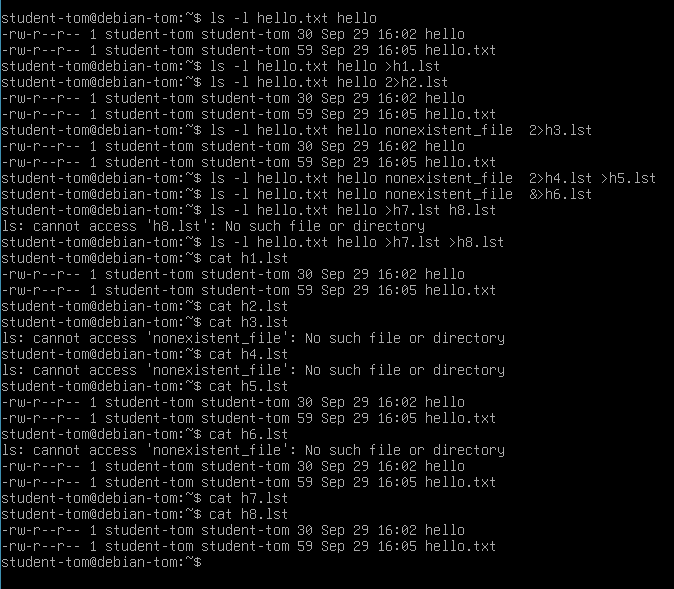 student-tom@debian-tom:~$ ls -l hello.txt hello
-rw-r--r-- 1 student-tom student-tom 30 Sep 29 16:02 hello
-rw-r--r-- 1 student-tom student-tom 59 Sep 29 16:05 hello.txt
student-tom@debian-tom:~$ ls -l hello.txt hello >h1.lst
student-tom@debian-tom:~$ ls -l hello.txt hello 2>h2.lst
-rw-r--r-- 1 student-tom student-tom 30 Sep 29 16:02 hello
-rw-r--r-- 1 student-tom student-tom 59 Sep 29 16:05 hello.txt
student-tom@debian-tom:~$ ls -l hello.txt hello nonexistent_file  2>h3.lst
-rw-r--r-- 1 student-tom student-tom 30 Sep 29 16:02 hello
-rw-r--r-- 1 student-tom student-tom 59 Sep 29 16:05 hello.txt
student-tom@debian-tom:~$ ls -l hello.txt hello nonexistent_file  2>h4.lst >h5.lst
student-tom@debian-tom:~$ ls -l hello.txt hello nonexistent_file  &>h6.lst
student-tom@debian-tom:~$ ls -l hello.txt hello >h7.lst h8.lst
ls: cannot access 'h8.lst': No such file or directory
student-tom@debian-tom:~$ ls -l hello.txt hello >h7.lst >h8.lst
student-tom@debian-tom:~$ cat h1.lst
-rw-r--r-- 1 student-tom student-tom 30 Sep 29 16:02 hello
-rw-r--r-- 1 student-tom student-tom 59 Sep 29 16:05 hello.txt
student-tom@debian-tom:~$ cat h2.lst
student-tom@debian-tom:~$ cat h3.lst
ls: cannot access 'nonexistent_file': No such file or directory
student-tom@debian-tom:~$ cat h4.lst
ls: cannot access 'nonexistent_file': No such file or directory
student-tom@debian-tom:~$ cat h5.lst
-rw-r--r-- 1 student-tom student-tom 30 Sep 29 16:02 hello
-rw-r--r-- 1 student-tom student-tom 59 Sep 29 16:05 hello.txt
student-tom@debian-tom:~$ cat h6.lst
ls: cannot access 'nonexistent_file': No such file or directory
-rw-r--r-- 1 student-tom student-tom 30 Sep 29 16:02 hello
-rw-r--r-- 1 student-tom student-tom 59 Sep 29 16:05 hello.txt
student-tom@debian-tom:~$ cat h7.lst
student-tom@debian-tom:~$ cat h8.lst
-rw-r--r-- 1 student-tom student-tom 30 Sep 29 16:02 hello
-rw-r--r-- 1 student-tom student-tom 59 Sep 29 16:05 hello.txt
student-tom@debian-tom:~$